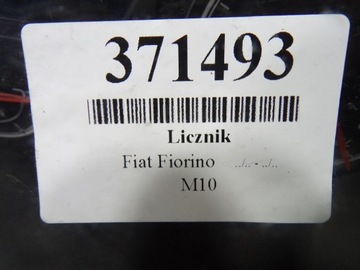 371493
Licznik
Fiat Fiorino ../.. - ../..
M10